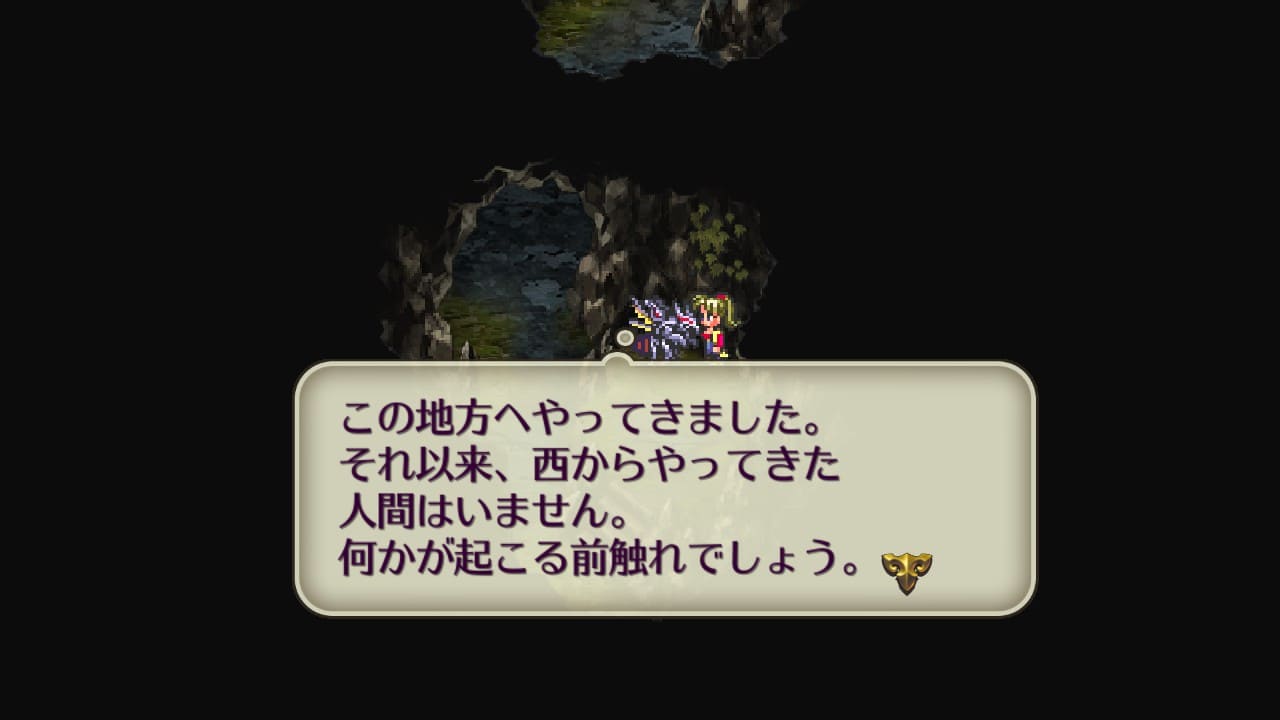 この地方へやってきました。
それ以来、西からやってきた
人間はいません。
何かが起こる前触れでしょう。